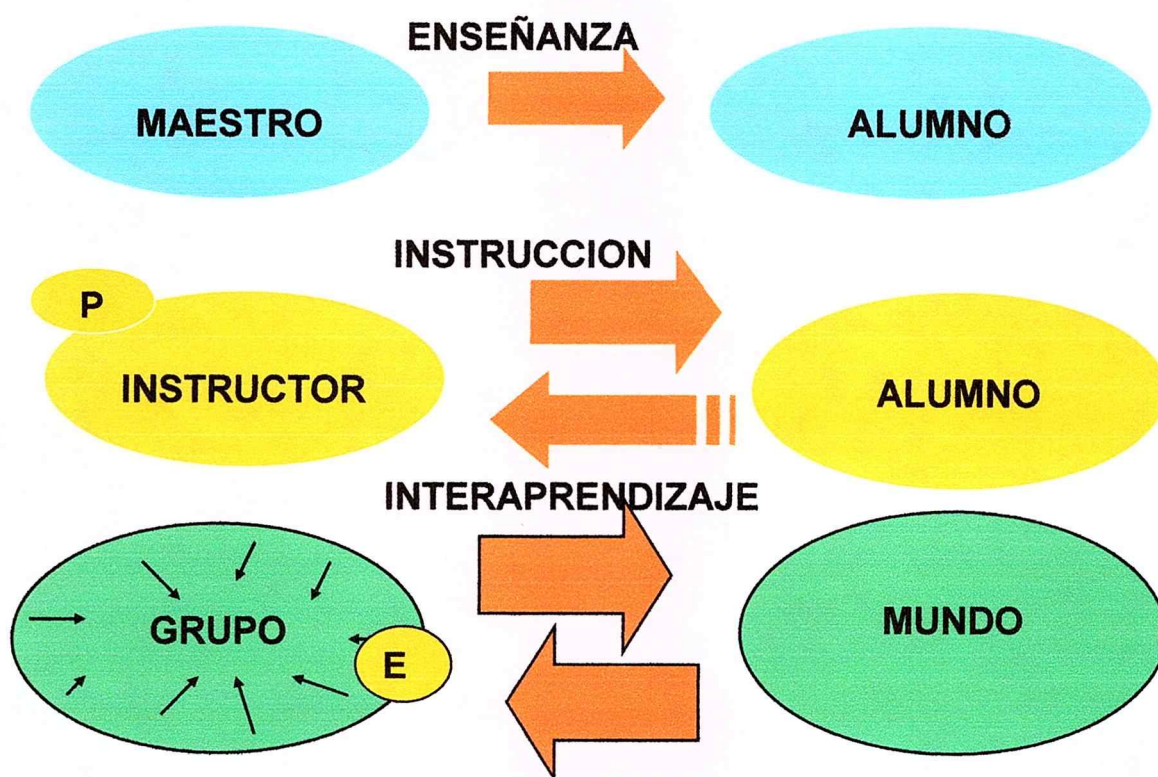 ENSEÑANZA
MAESTRO
ALUMNO
INSTRUCCION
P
INSTRUCTOR
ALUMNO
INTERAPRENDIZAJE
GRUPO
E
MUNDO